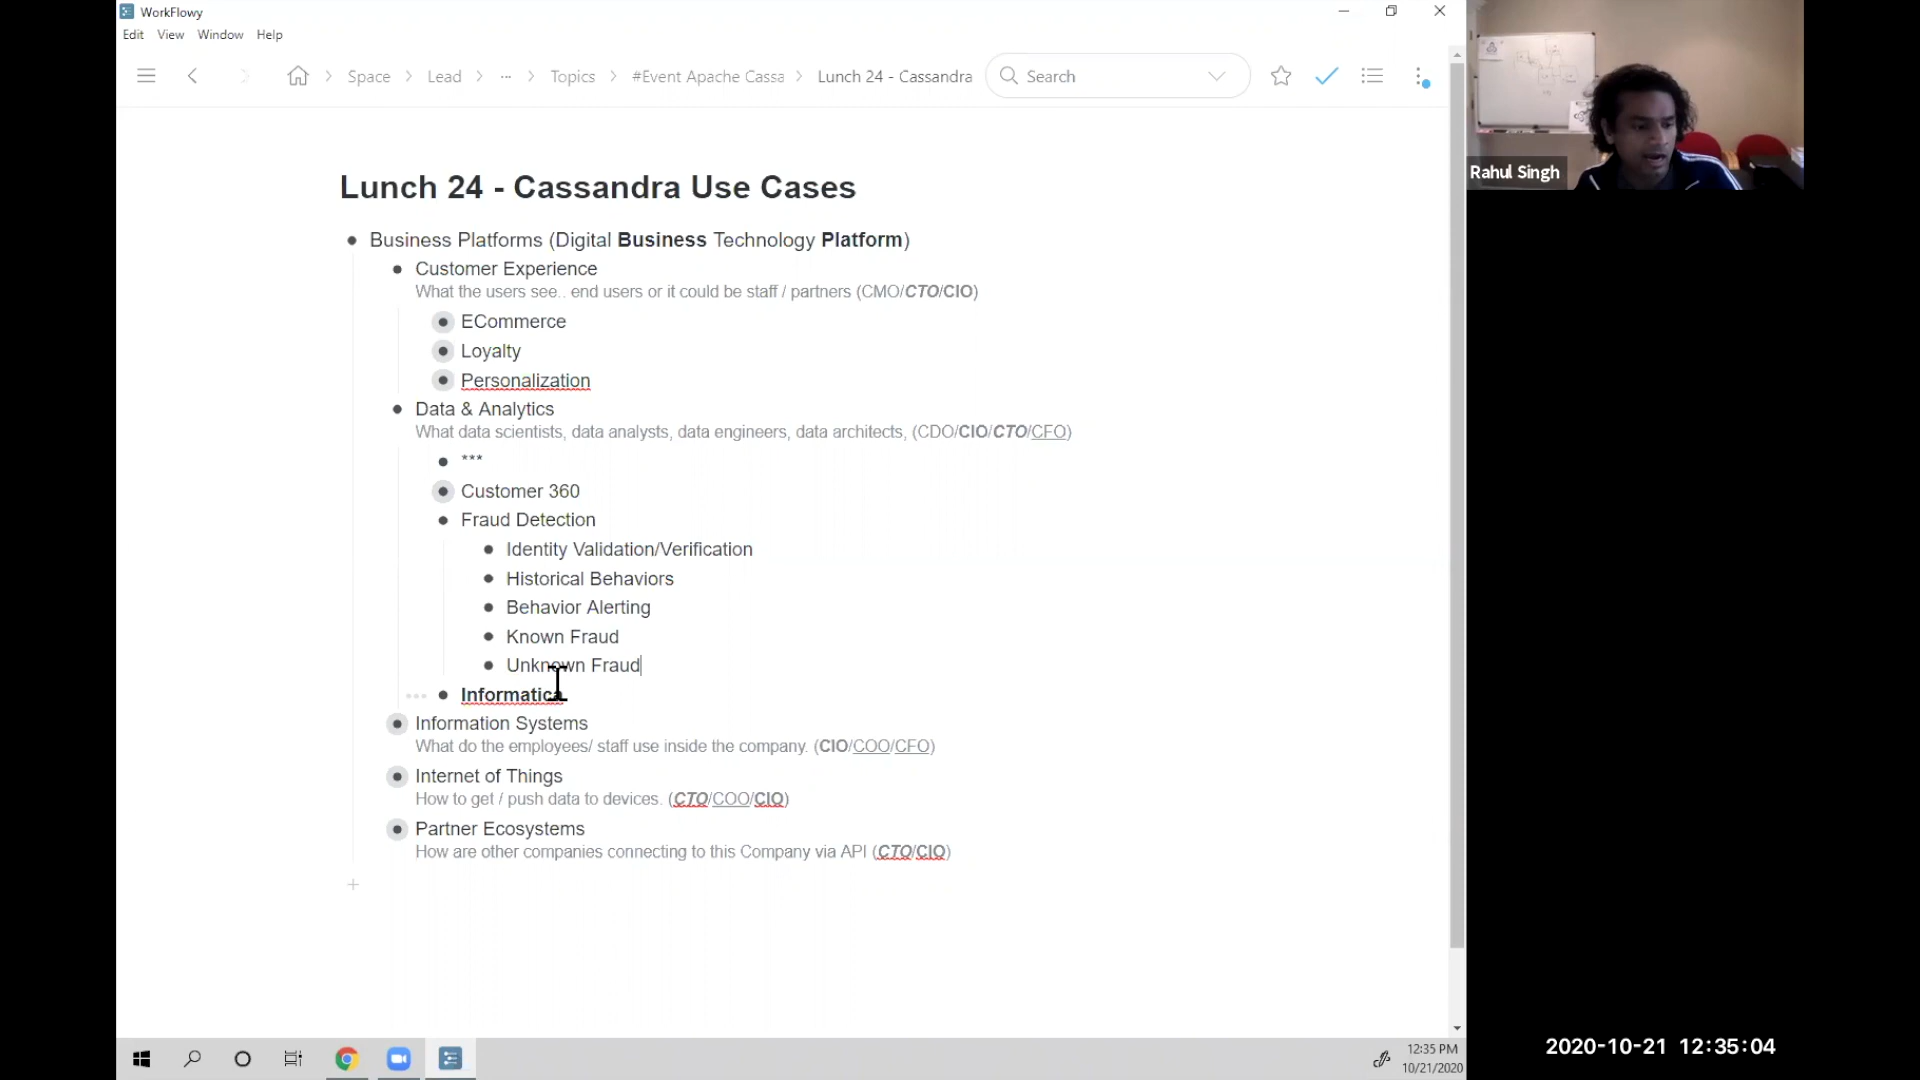 WorkFlowy
Edit View Window Help
Space Lead ... Topics #Event Apache Cassa Lunch 24 - Cassandra Search
Rahul Singh
Lunch 24 - Cassandra Use Cases
Business Platforms (Digital Business Technology Platform)
Customer Experience
What the users see.. end users or it could be staff / partners (CMO/CTO/CIO)
ECommerce
Loyalty
Personalization
Data & Analytics
What data scientists, data analysts, data engineers, data architects, (CDO/CIO/CTO/CFO)
***
Customer 360
Fraud Detection
Identity Validation/Verification
Historical Behaviors
Behavior Alerting
Known Fraud
Unknown Fraud
Informatica
Information Systems
What do the employees/ staff use inside the company. (CIO/COO/CFO)
Internet of Things
How to get / push data to devices. (CTO/COO/CIO)
Partner Ecosystems
How are other companies connecting to this Company via API (CTO/CIO)
12:35 PM
10/21/2020
2020-10-21 12:35:04